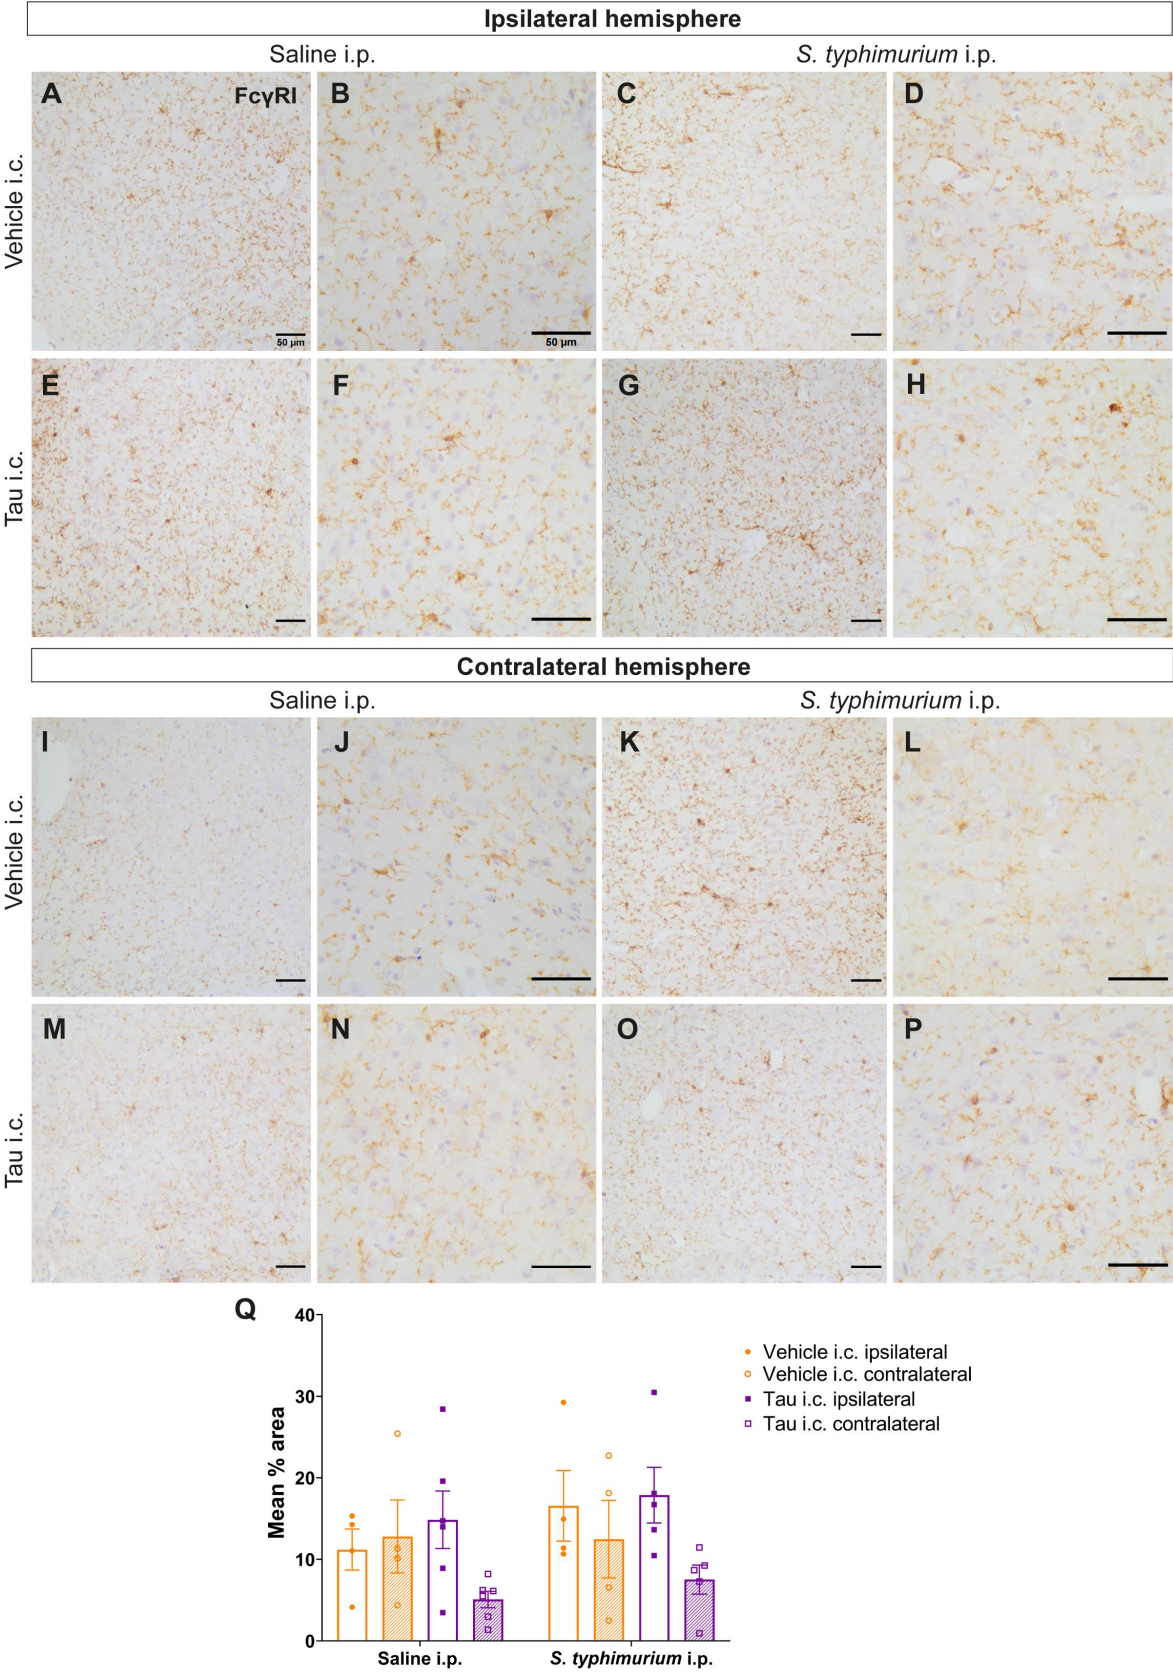 Ipsilateral hemisphere
Saline i.p.
S. typhimurium i.p.
Vehicle i.c.
A
FcγRI
B
C
D
50 µm
50 µm
Tau i.c.
E
F
G
H
Contralateral hemisphere
Saline i.p.
S. typhimurium i.p.
Vehicle i.c.
I
J
K
L
Tau i.c.
M
N
O
P
Q
Mean % area
40
30
20
10
0
Saline i.p.
S. typhimurium i.p.
Vehicle i.c. ipsilateral
Vehicle i.c. contralateral
Tau i.c. ipsilateral
Tau i.c. contralateral